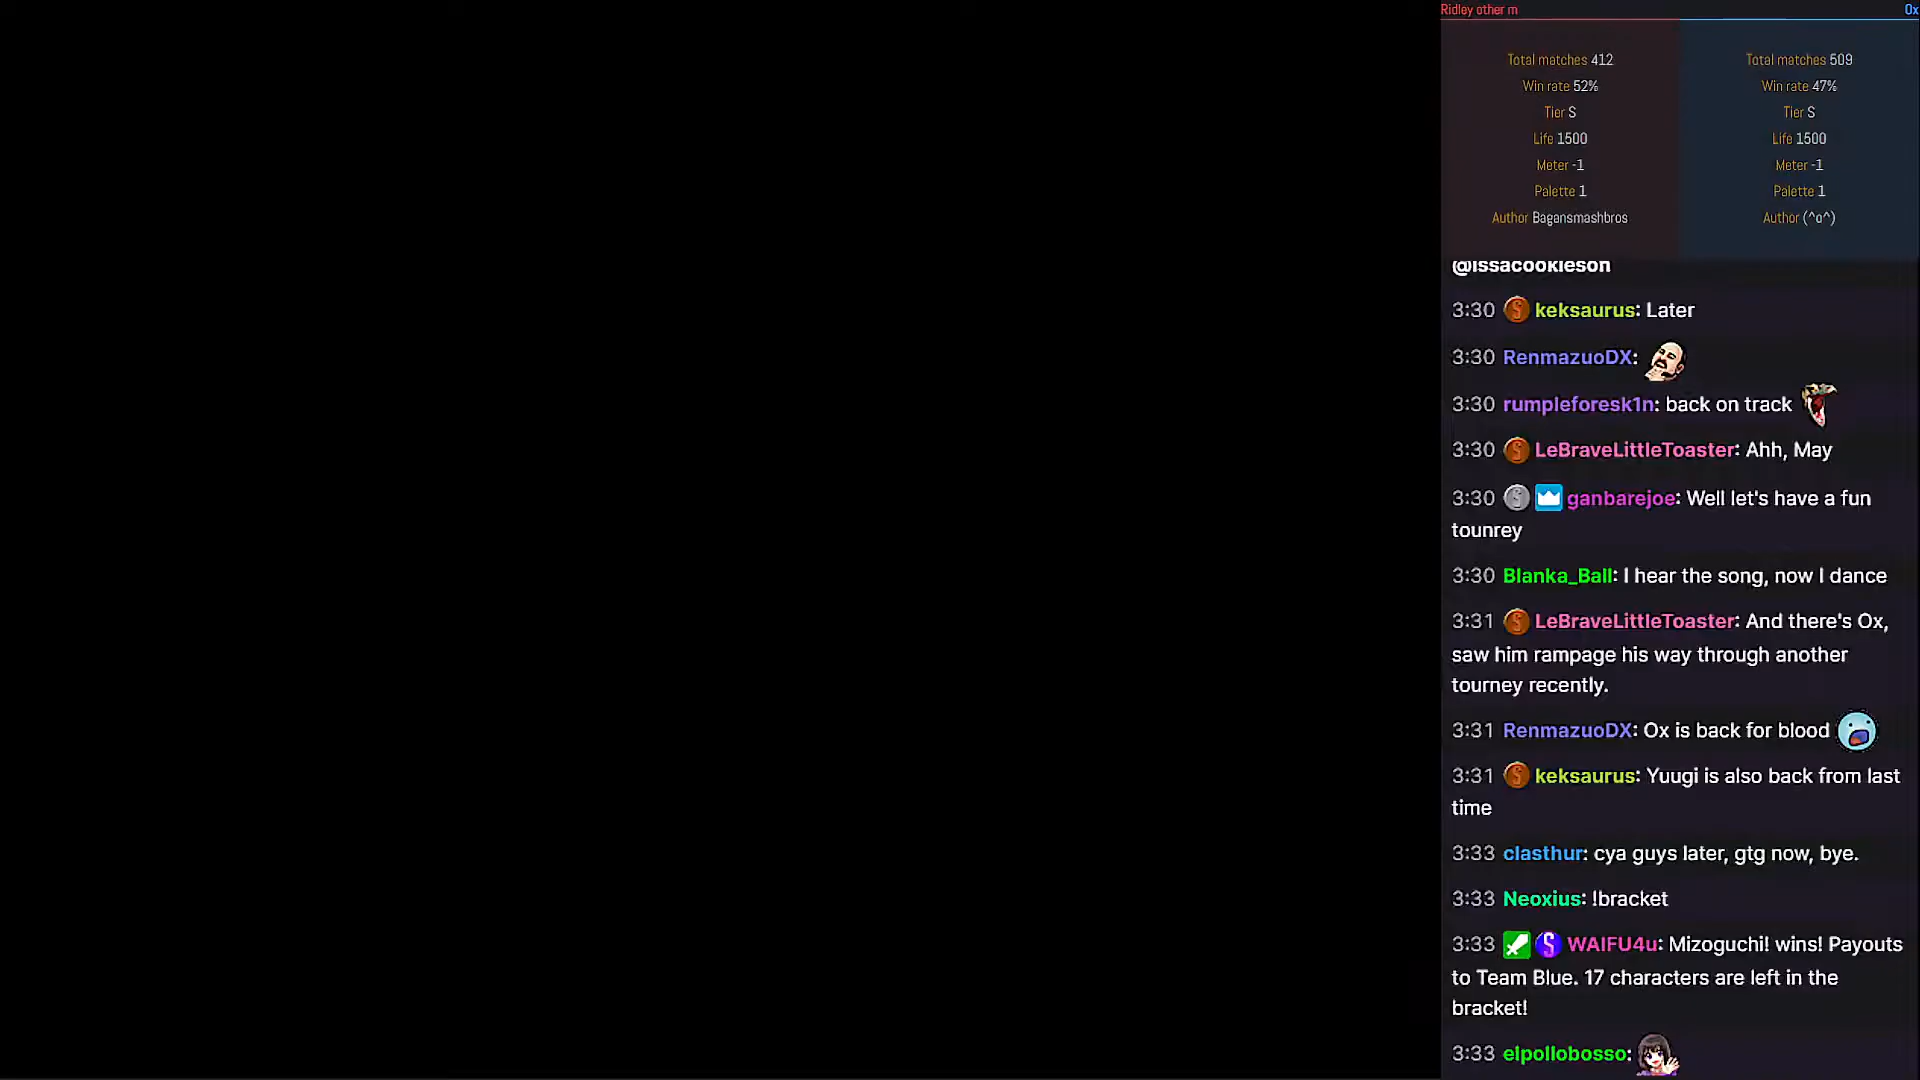 Ridley other m
Ox
Total matches 412
Win rate 52%
Tier S
Life 1500
Meter -1
Palette 1
Author Bagansmashbros
Total matches 509
Win rate 47%
Tier S
Life 1500
Meter -1
Palette 1
Author (^o^)
@issacookieson
3:30 keksaurus: Later
3:30 RenmazuoDX:
3:30 rumpleforesk1n: back on track
3:30 LeBraveLittleToaster: Ahh, May
3:30 ganbarejoe: Well let's have a fun
tounrey
3:30 Blanka_Ball: I hear the song, now I dance
3:31 LeBraveLittleToaster: And there's Ox,
saw him rampage his way through another
tourney recently.
3:31 RenmazuoDX: Ox is back for blood
3:31 keksaurus: Yuugi is also back from last
time
3:33 clasthur: cya guys later, gtg now, bye.
3:33 Neoxius: !bracket
3:33 WAIFU4u: Mizoguchi! wins! Payouts
to Team Blue. 17 characters are left in the
bracket!
3:33 elpollobosso: